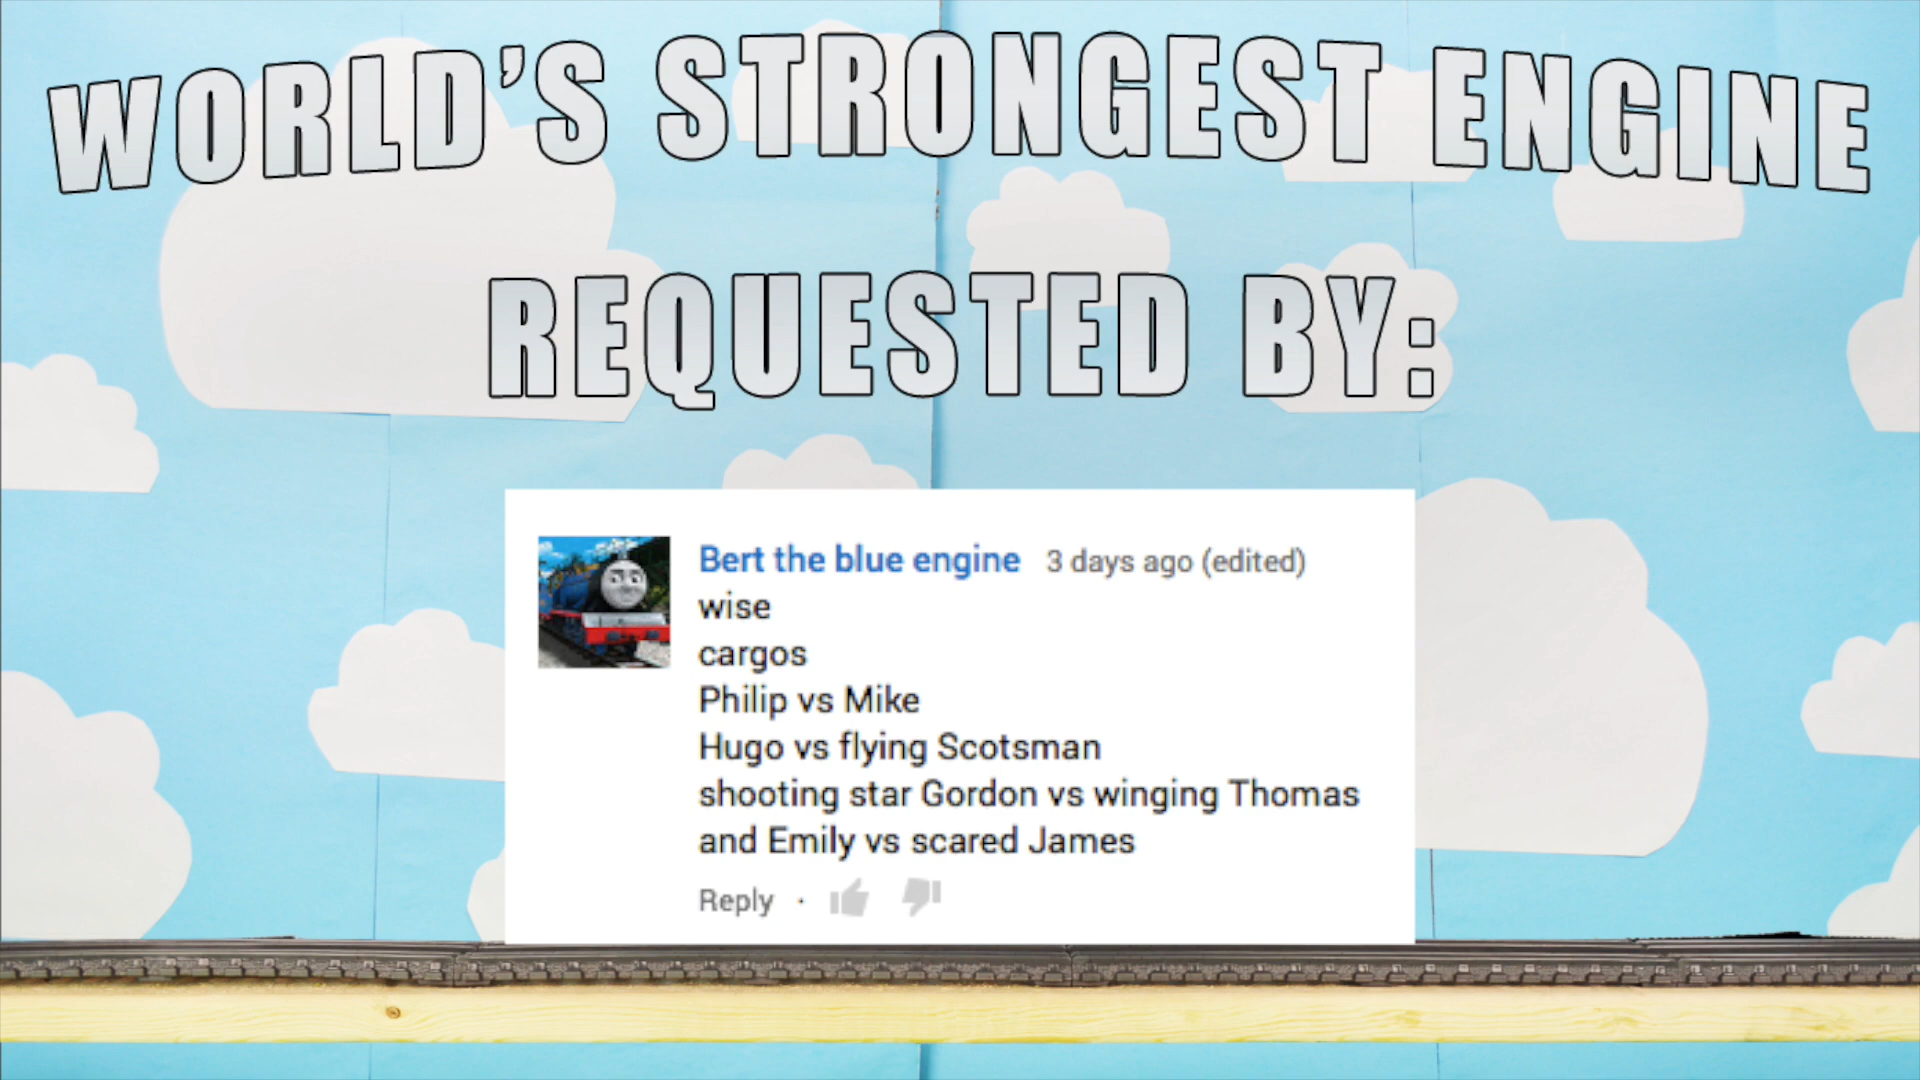 WORLD'S STRONGEST ENGINE
REQUESTED BY:
Bert the blue engine 3 days ago (edited)
wise
cargos
Philip vs Mike
Hugo vs flying Scotsman
shooting star Gordon vs winging Thomas
and Emily vs scared James
Reply ·